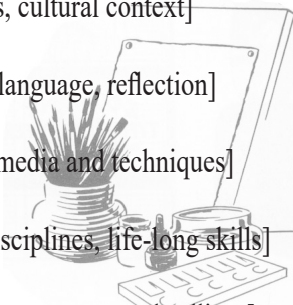 , cultural context]
language, reflection]
media and techniques]
sciplines, life-long skills]